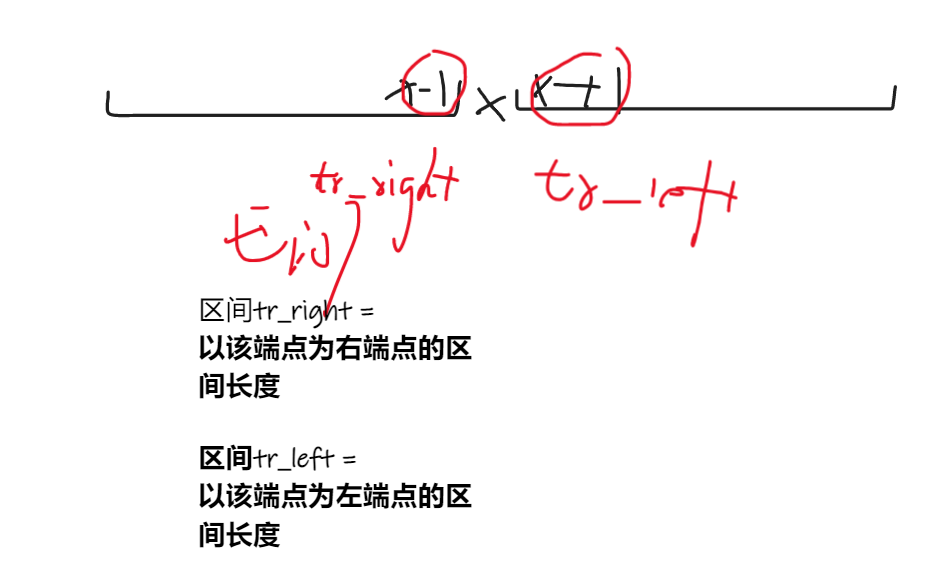 x-1 x x+1
tr_right tr_left
区间
区间tr_right =
以该端点为右端点的区
间长度
区间tr_left =
以该端点为左端点的区
间长度